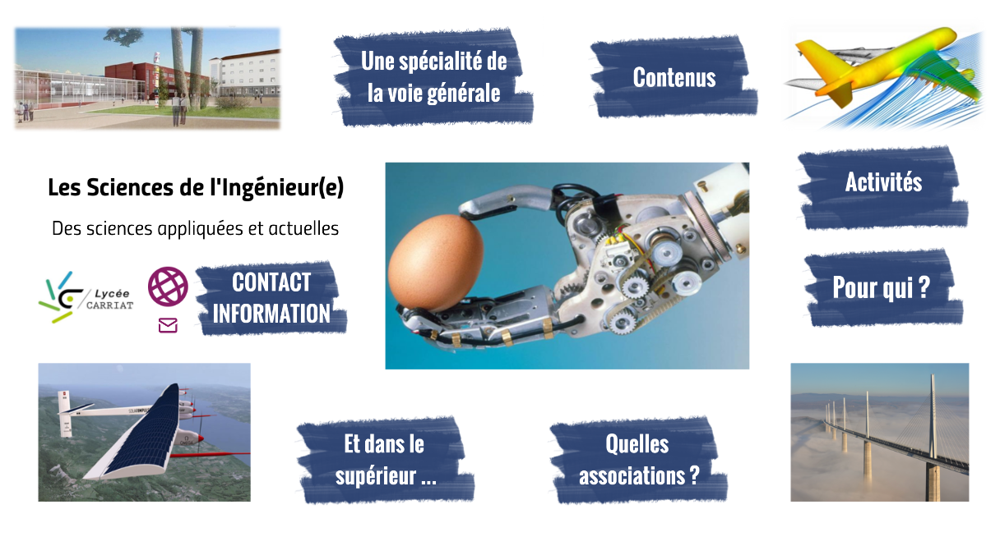 Une spécialité de
la voie générale
Contenus
Les Sciences de l'Ingénieur(e)
Des sciences appliquées et actuelles
Activités
Lycée
CARRIAT
CONTACT
INFORMATION
Pour qui ?
Et dans le
supérieur ...
Quelles
associations ?